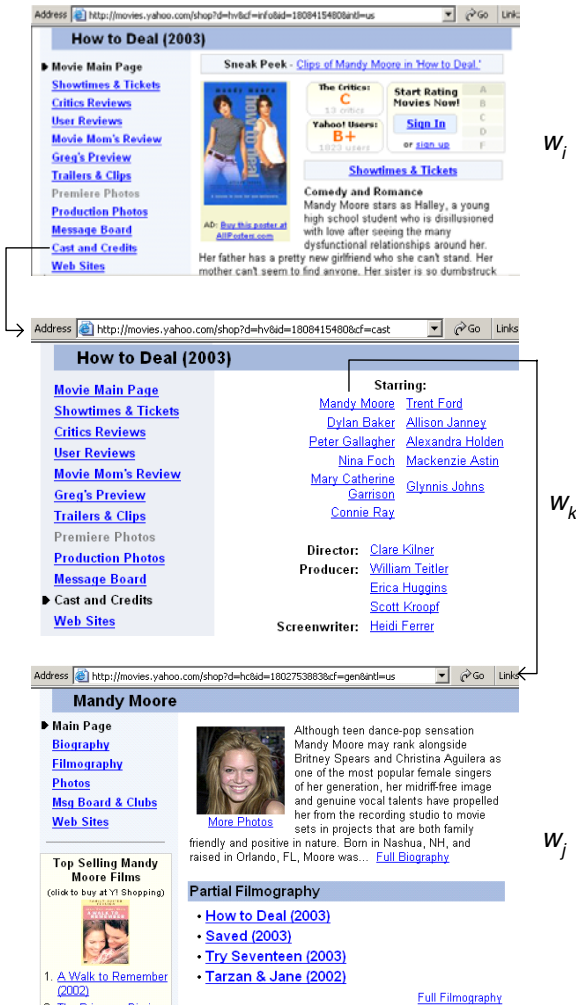 Address http://movies.yahoo.com/shop?d=hv&cf=info&id=1808415480&intl=us Go Links
How to Deal (2003)
Movie Main Page
Showtimes & Tickets
Critics Reviews
User Reviews
Movie Mom's Review
Greg's Preview
Trailers & Clips
Premiere Photos
Production Photos
Message Board
Cast and Credits
Web Sites
Sneak Peek - Clips of Mandy Moore in 'How to Deal.'
mandy moore
how to deal
AD: Buy this poster at
AllPosters.com
The Critics:
C
13 critics
Yahoo! Users:
B+
1023 users
Start Rating
Movies Now!
Sign In
or sign up
A
B
C
D
F
Showtimes & Tickets
Comedy and Romance
Mandy Moore stars as Halley, a young
high school student who is disillusioned
with love after seeing the many
dysfunctional relationships around her.
Her father has a pretty new girlfriend who she can't stand. Her
mother can't seem to find anyone. Her sister is so dumbstruck
wi
Address http://movies.yahoo.com/shop?d=hv&id=1808415480&cf=cast Go Links
How to Deal (2003)
Movie Main Page
Showtimes & Tickets
Critics Reviews
User Reviews
Movie Mom's Review
Greg's Preview
Trailers & Clips
Premiere Photos
Production Photos
Message Board
Cast and Credits
Web Sites
Starring:
Mandy Moore Trent Ford
Dylan Baker Allison Janney
Peter Gallagher Alexandra Holden
Nina Foch Mackenzie Astin
Mary Catherine
Garrison Glynnis Johns
Connie Ray
Director: Clare Kilner
Producer: William Teitler
Erica Huggins
Scott Kroopf
Screenwriter: Heidi Ferrer
wk
Address http://movies.yahoo.com/shop?d=hc&id=1802753883&cf=gen&intl=us Go Links
Mandy Moore
Main Page
Biography
Filmography
Photos
Msg Board & Clubs
Web Sites
Top Selling Mandy
Moore Films
(click to buy at Y! Shopping)
1. A Walk to Remember
(2002)
More Photos
Although teen dance-pop sensation
Mandy Moore may rank alongside
Britney Spears and Christina Aguilera as
one of the most popular female singers
of her generation, her midriff-free image
and genuine vocal talents have propelled
her from the recording studio to movie
sets in projects that are both family
friendly and positive in nature. Born in Nashua, NH, and
raised in Orlando, FL, Moore was... Full Biography
Partial Filmography
• How to Deal (2003)
• Saved (2003)
• Try Seventeen (2003)
• Tarzan & Jane (2002)
Full Filmography
wj